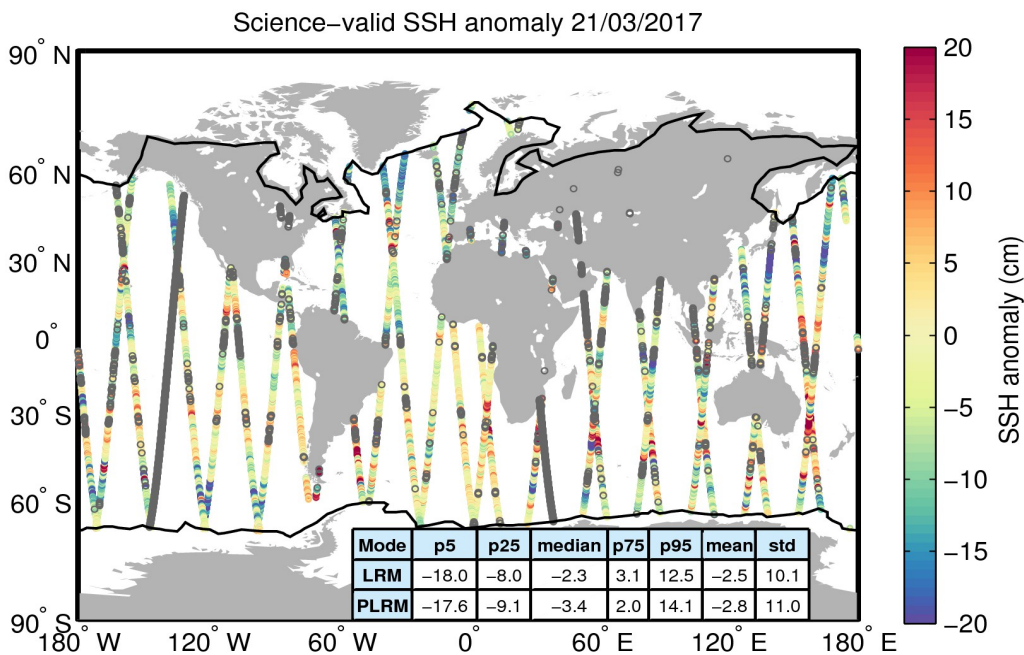 Science−valid SSH anomaly 21/03/2017
90° N
60° N
30° N
0°
30° S
60° S
90° S
180° W
120° W
60° W
0°
60° E
120° E
180° E
Mode p5 p25 median p75 p95 mean std
LRM −18.0 −8.0 −2.3 3.1 12.5 −2.5 10.1
PLRM −17.6 −9.1 −3.4 2.0 14.1 −2.8 11.0
20
15
10
5
0
−5
−10
−15
−20
SSH anomaly (cm)